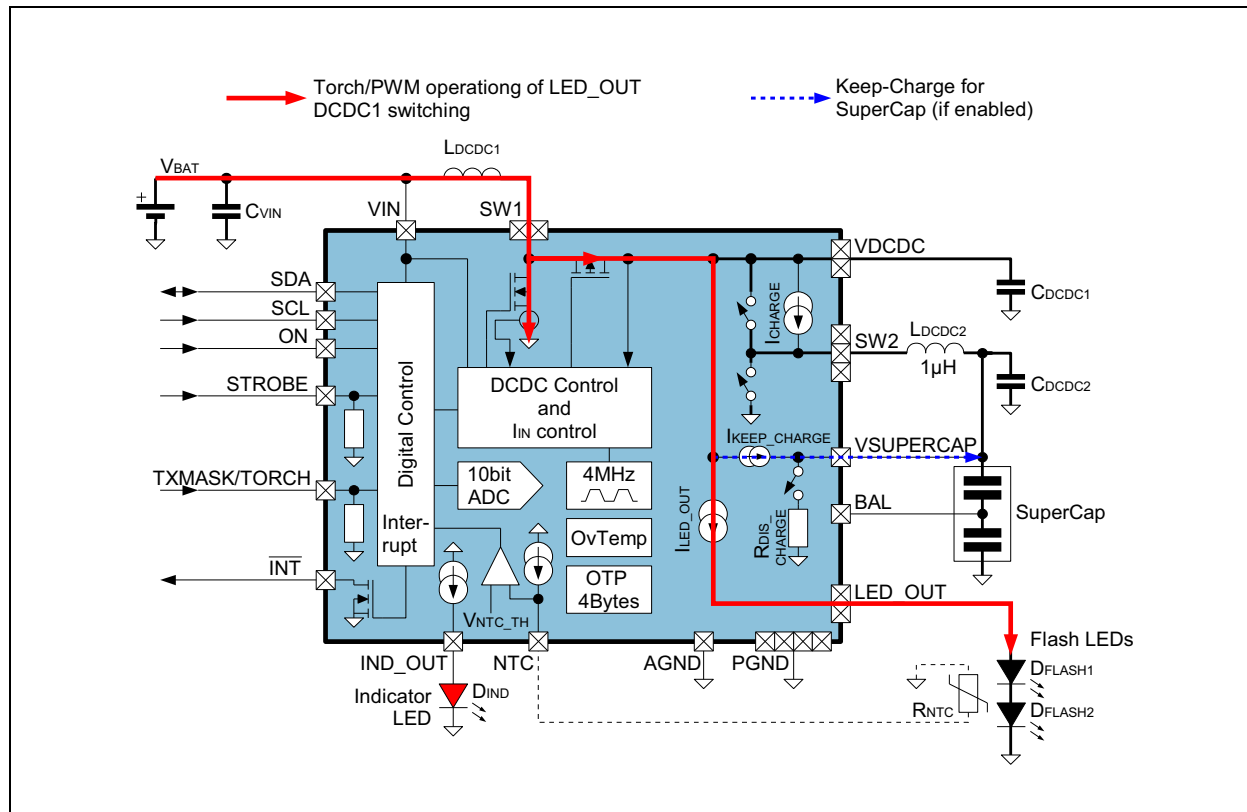 Torch/PWM operationg of LED_OUT
DCDC1 switching
Keep-Charge for
SuperCap (if enabled)
LDCDC1
VBAT
+
CVIN
VIN
SW1
VDCDC
SDA
SCL
ON
STROBE
TXMASK/TORCH
INT
Digital Control
Inter-
rupt
DCDC Control
and
IIN control
10bit
ADC
4MHz
OvTemp
OTP
4Bytes
VNTC_TH
ICHARGE
CDCDC1
SW2
LDCDC2
1µH
CDCDC2
IKEEP_CHARGE
VSUPERCAP
ILED_OUT
RDIS_
CHARGE
BAL
SuperCap
LED_OUT
IND_OUT
NTC
AGND
PGND
Flash LEDs
Indicator
LED
DIND
RNTC
DFLASH1
DFLASH2